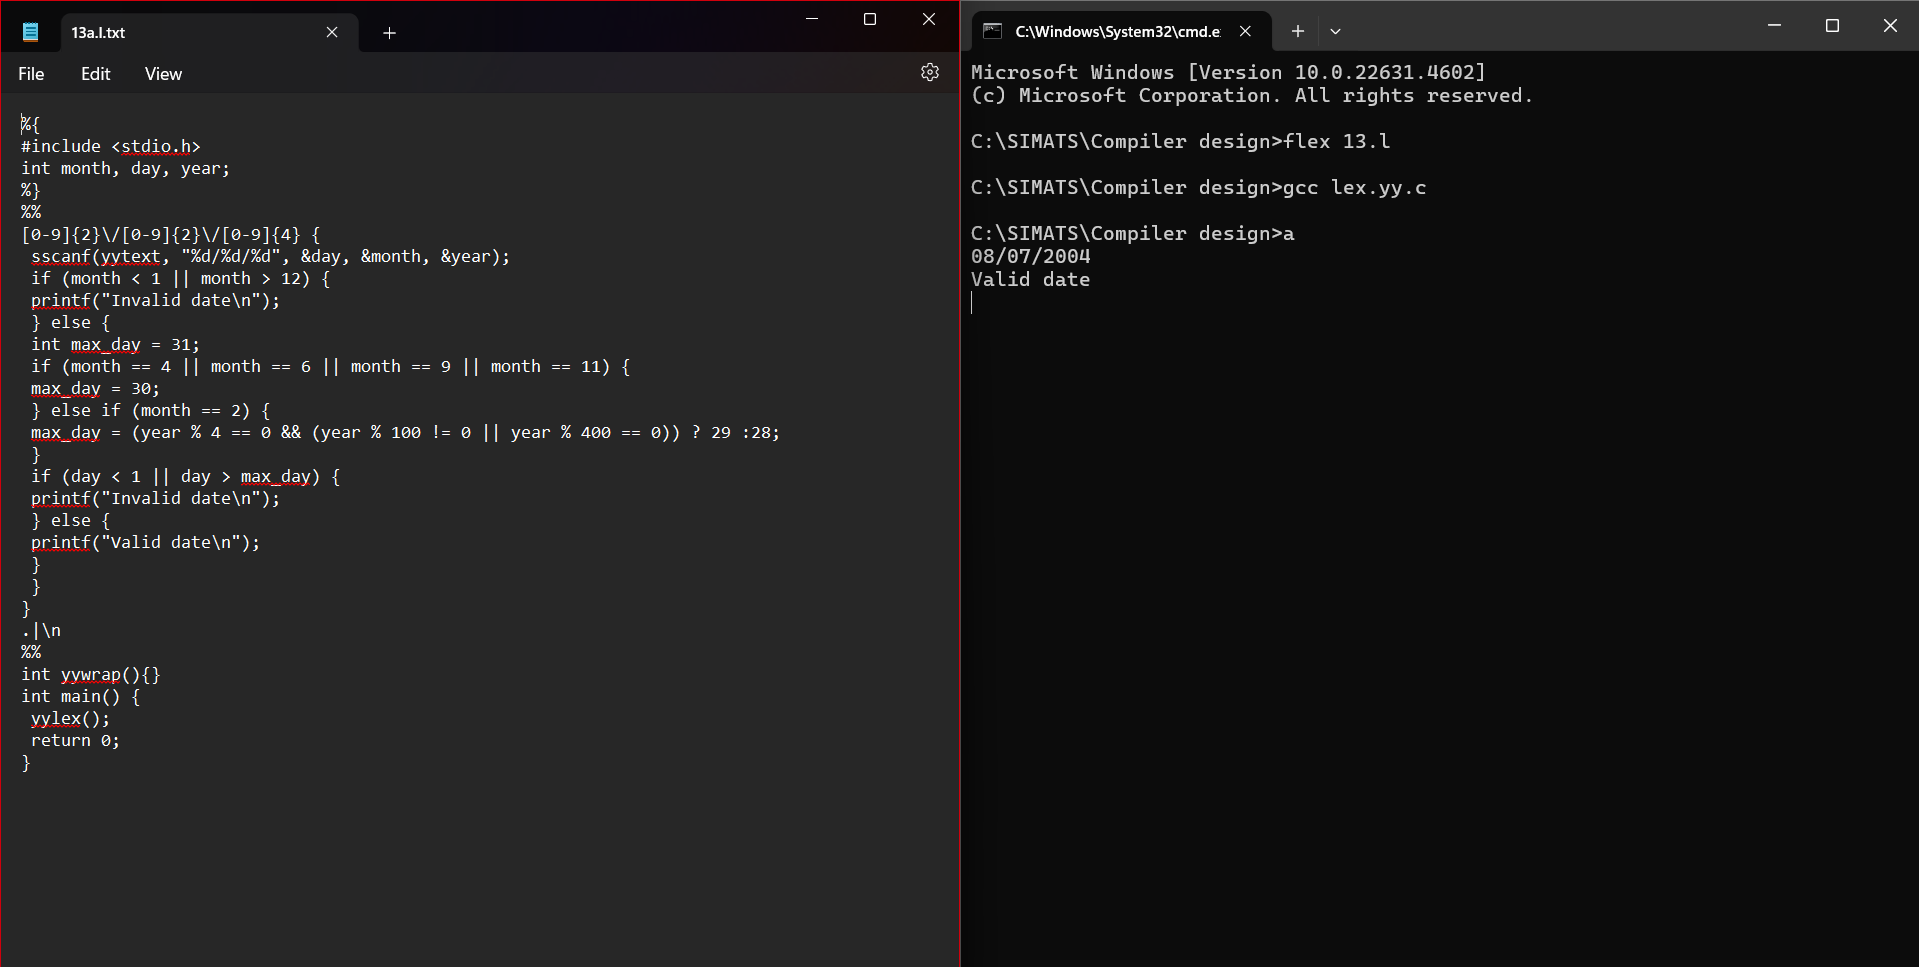 13a.l.txt
File Edit View
%{
#include <stdio.h>
int month, day, year;
%}
%%
[0-9]{2}\/[0-9]{2}\/[0-9]{4} {
 sscanf(yytext, "%d/%d/%d", &day, &month, &year);
 if (month < 1 || month > 12) {
 printf("Invalid date\n");
 } else {
 int max_day = 31;
 if (month == 4 || month == 6 || month == 9 || month == 11) {
 max_day = 30;
 } else if (month == 2) {
 max_day = (year % 4 == 0 && (year % 100 != 0 || year % 400 == 0)) ? 29 :28;
 }
 if (day < 1 || day > max_day) {
 printf("Invalid date\n");
 } else {
 printf("Valid date\n");
 }
 }
}
.|\n
%%
int yywrap(){}
int main() {
 yylex();
 return 0;
}
C:\Windows\System32\cmd.e
Microsoft Windows [Version 10.0.22631.4602]
(c) Microsoft Corporation. All rights reserved.
C:\SIMATS\Compiler design>flex 13.l
C:\SIMATS\Compiler design>gcc lex.yy.c
C:\SIMATS\Compiler design>a
08/07/2004
Valid date